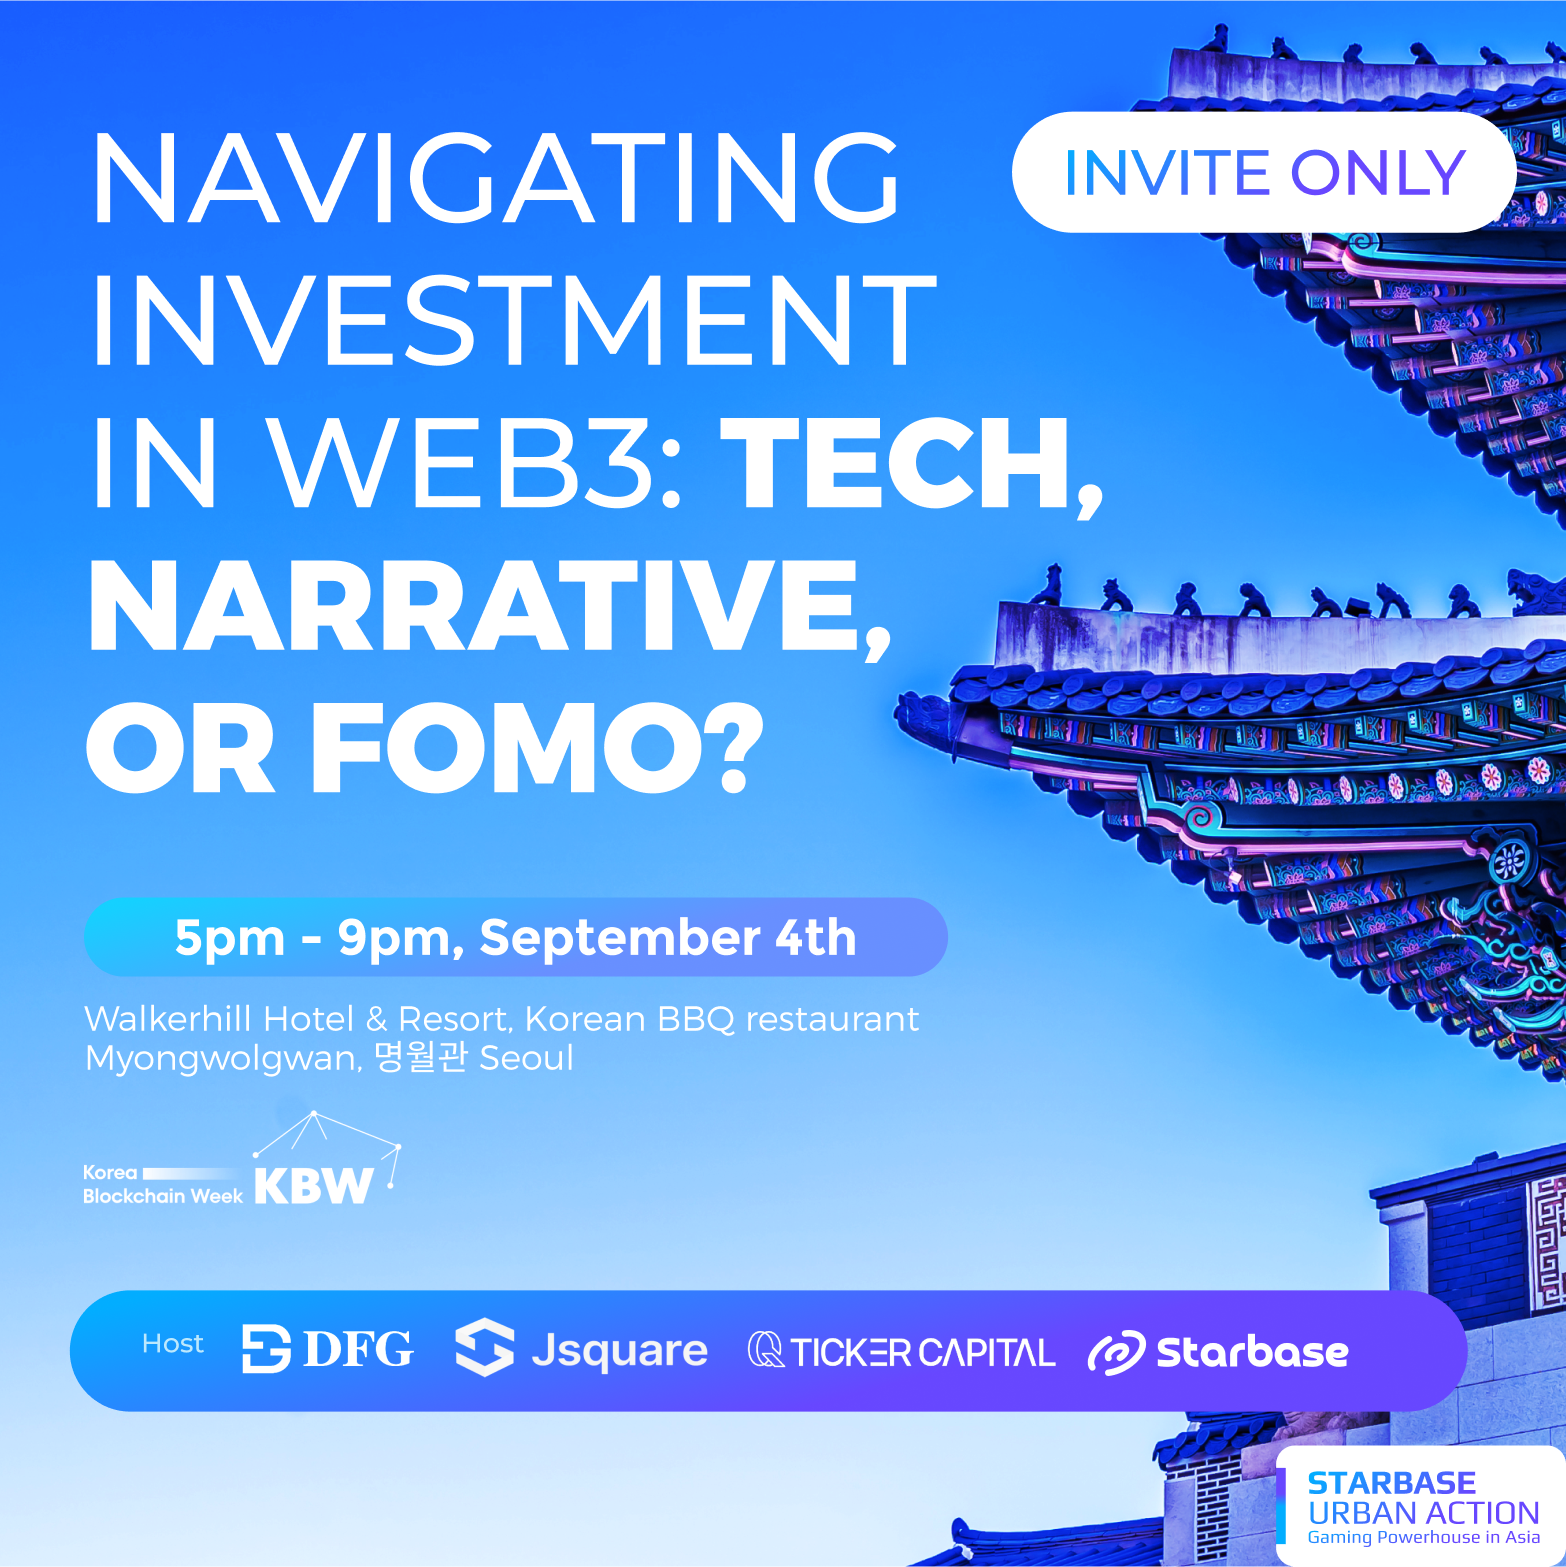 NAVIGATING
INVESTMENT
IN WEB3: TECH,
NARRATIVE,
OR FOMO?
INVITE ONLY
5pm - 9pm, September 4th
Walkerhill Hotel & Resort, Korean BBQ restaurant
Myongwolgwan, 명월관 Seoul
Korea
Blockchain Week KBW
Host DFG Jsquare TICKER CAPITAL Starbase
STARBASE
URBAN ACTION
Gaming Powerhouse in Asia